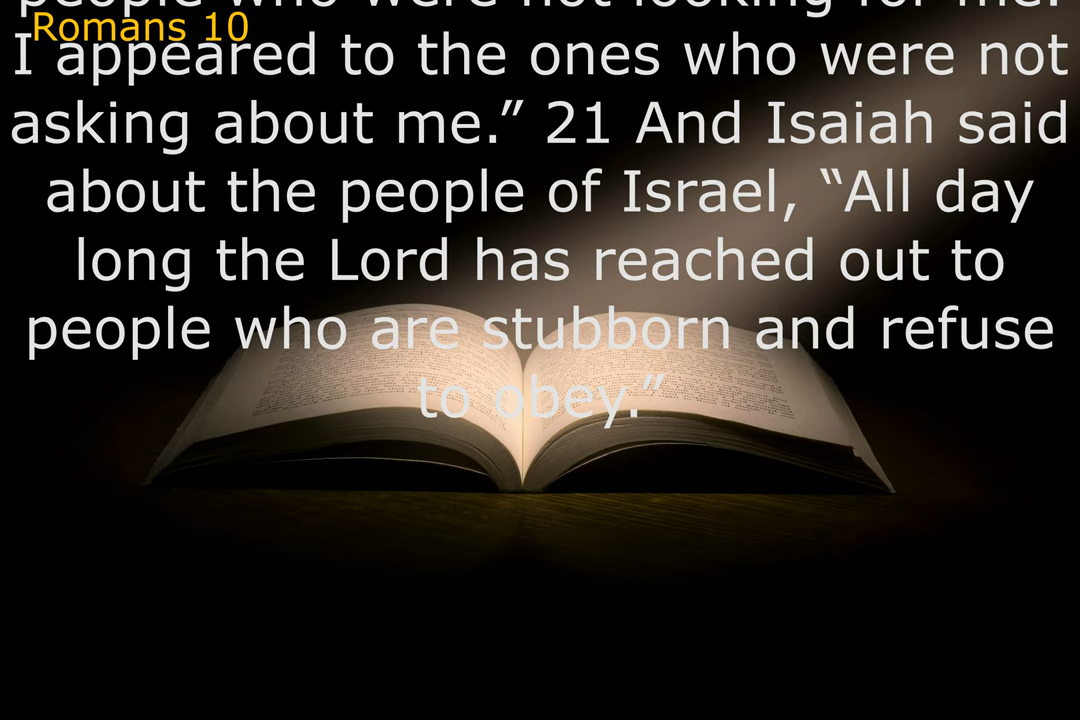 people who were not looking for me.
Romans 10
I appeared to the ones who were not
asking about me.” 21 And Isaiah said
about the people of Israel, “All day
long the Lord has reached out to
people who are stubborn and refuse
to obey.”